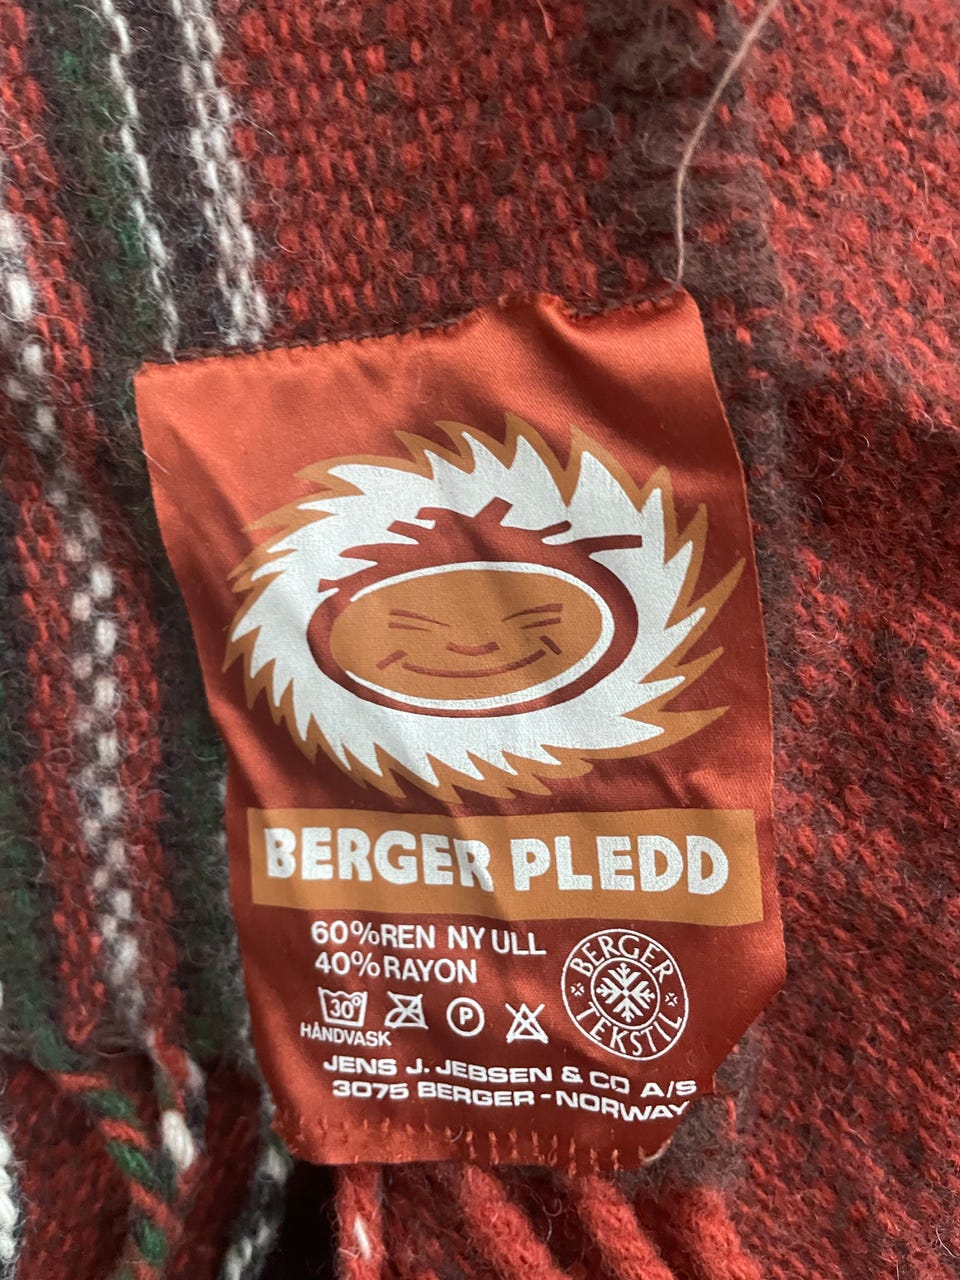 BERGER PLEDD
60% REN NY ULL
40% RAYON
30°
P
HÅNDVASK
BERGER
TEKSTIL
JENS J. JEBSEN & CO A/S
3075 BERGER - NORWAY